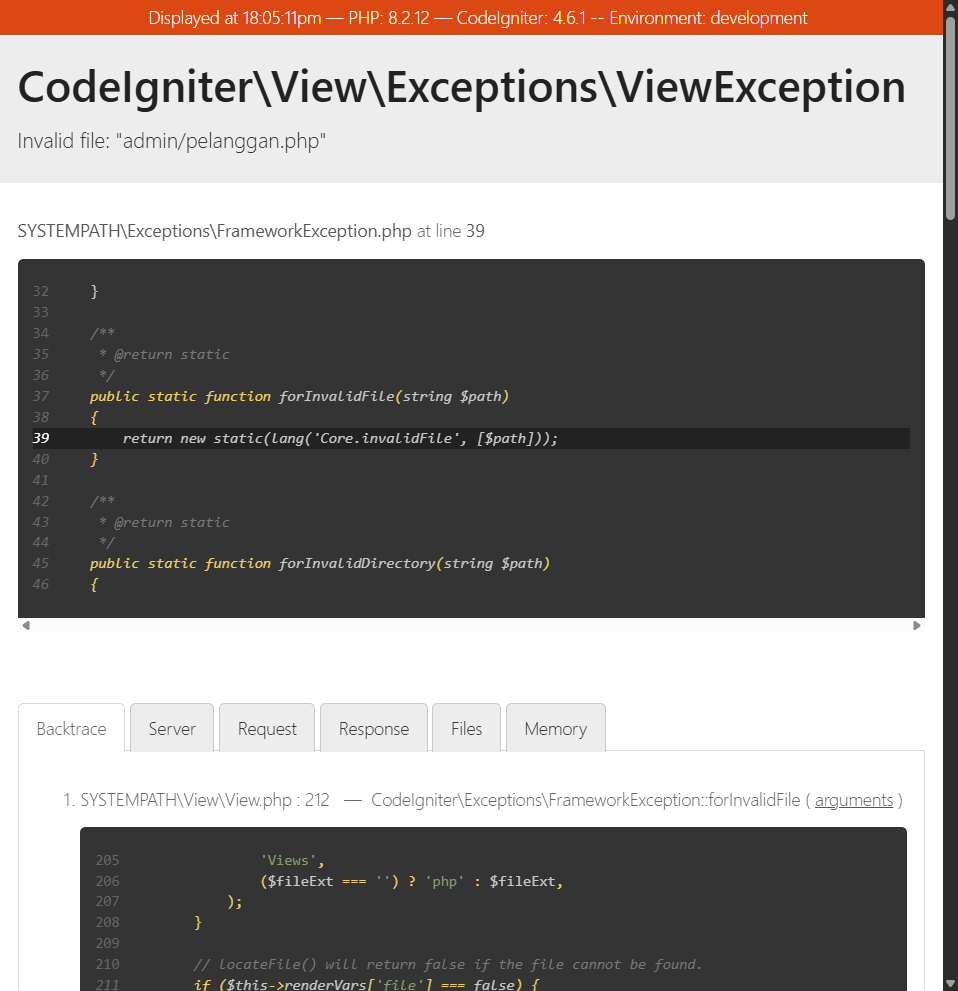 Displayed at 18:05:11pm — PHP: 8.2.12 — CodeIgniter: 4.6.1 -- Environment: development
CodeIgniter\View\Exceptions\ViewException
Invalid file: "admin/pelanggan.php"
SYSTEMPATH\Exceptions\FrameworkException.php at line 39
32 }
33
34 /**
35 * @return static
36 */
37 public static function forInvalidFile(string $path)
38 {
39 return new static(lang('Core.invalidFile', [$path]));
40 }
41
42 /**
43 * @return static
44 */
45 public static function forInvalidDirectory(string $path)
46 {
Backtrace Server Request Response Files Memory
1. SYSTEMPATH\View\View.php : 212 — CodeIgniter\Exceptions\FrameworkException::forInvalidFile ( arguments )
205 'Views',
206 ($fileExt === '') ? 'php' : $fileExt,
207 );
208 }
209
210 // locateFile() will return false if the file cannot be found.
211 if ($this->renderVars['file'] === false) {